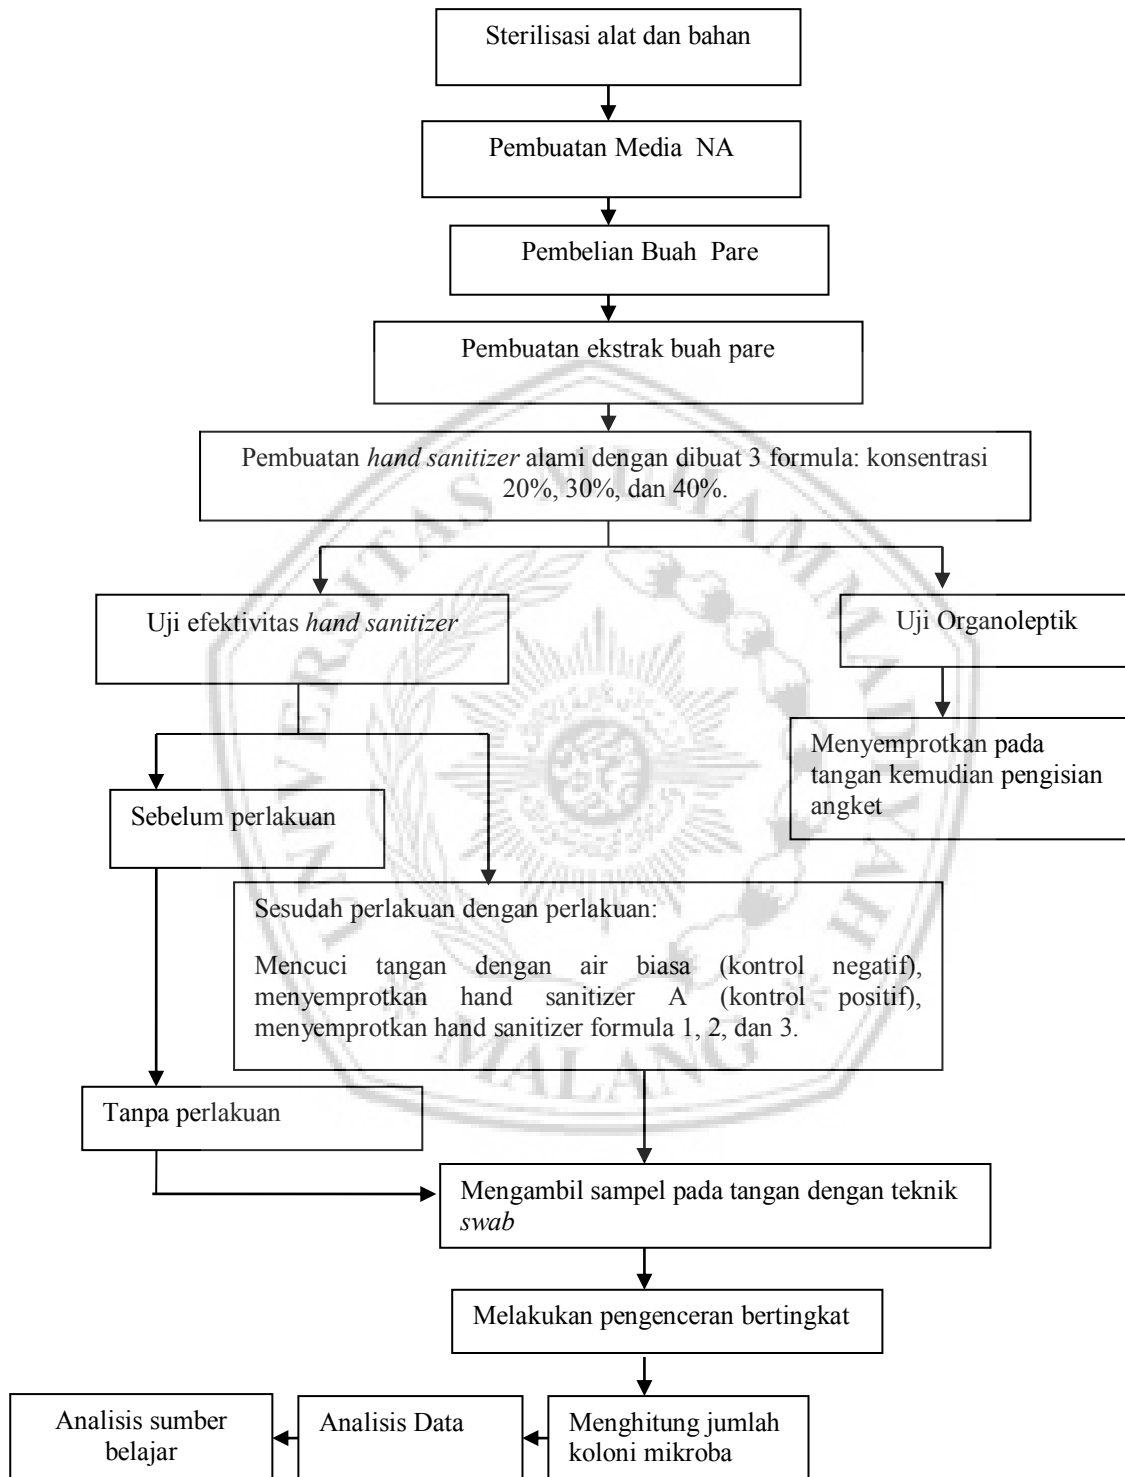 Sterilisasi alat dan bahan
Pembuatan Media NA
Pembelian Buah Pare
Pembuatan ekstrak buah pare
Pembuatan hand sanitizer alami dengan dibuat 3 formula: konsentrasi
20%, 30%, dan 40%.
Uji efektivitas hand sanitizer
Uji Organoleptik
Menyemprotkan pada
tangan kemudian pengisian
angket
Sebelum perlakuan
Sesudah perlakuan dengan perlakuan:
Mencuci tangan dengan air biasa (kontrol negatif),
menyemprotkan hand sanitizer A (kontrol positif),
menyemprotkan hand sanitizer formula 1, 2, dan 3.
Tanpa perlakuan
Mengambil sampel pada tangan dengan teknik
swab
Melakukan pengenceran bertingkat
Menghitung jumlah
koloni mikroba
Analisis Data
Analisis sumber
belajar
UNIVERSITAS MUHAMMADIYAH
MALANG